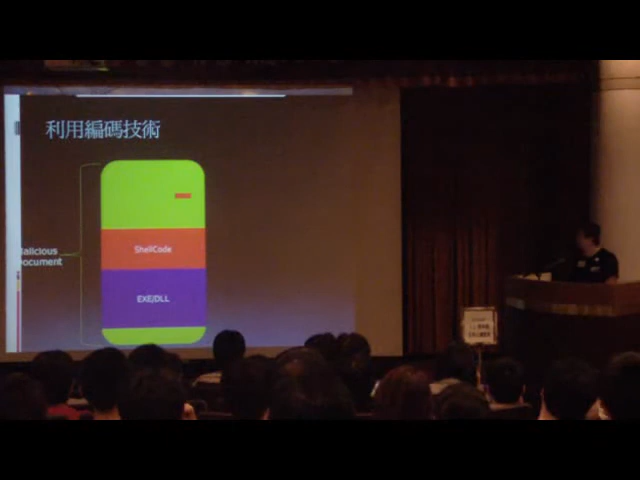 利用編碼技術
ShellCode
alicious
ocument
EXE/DLL